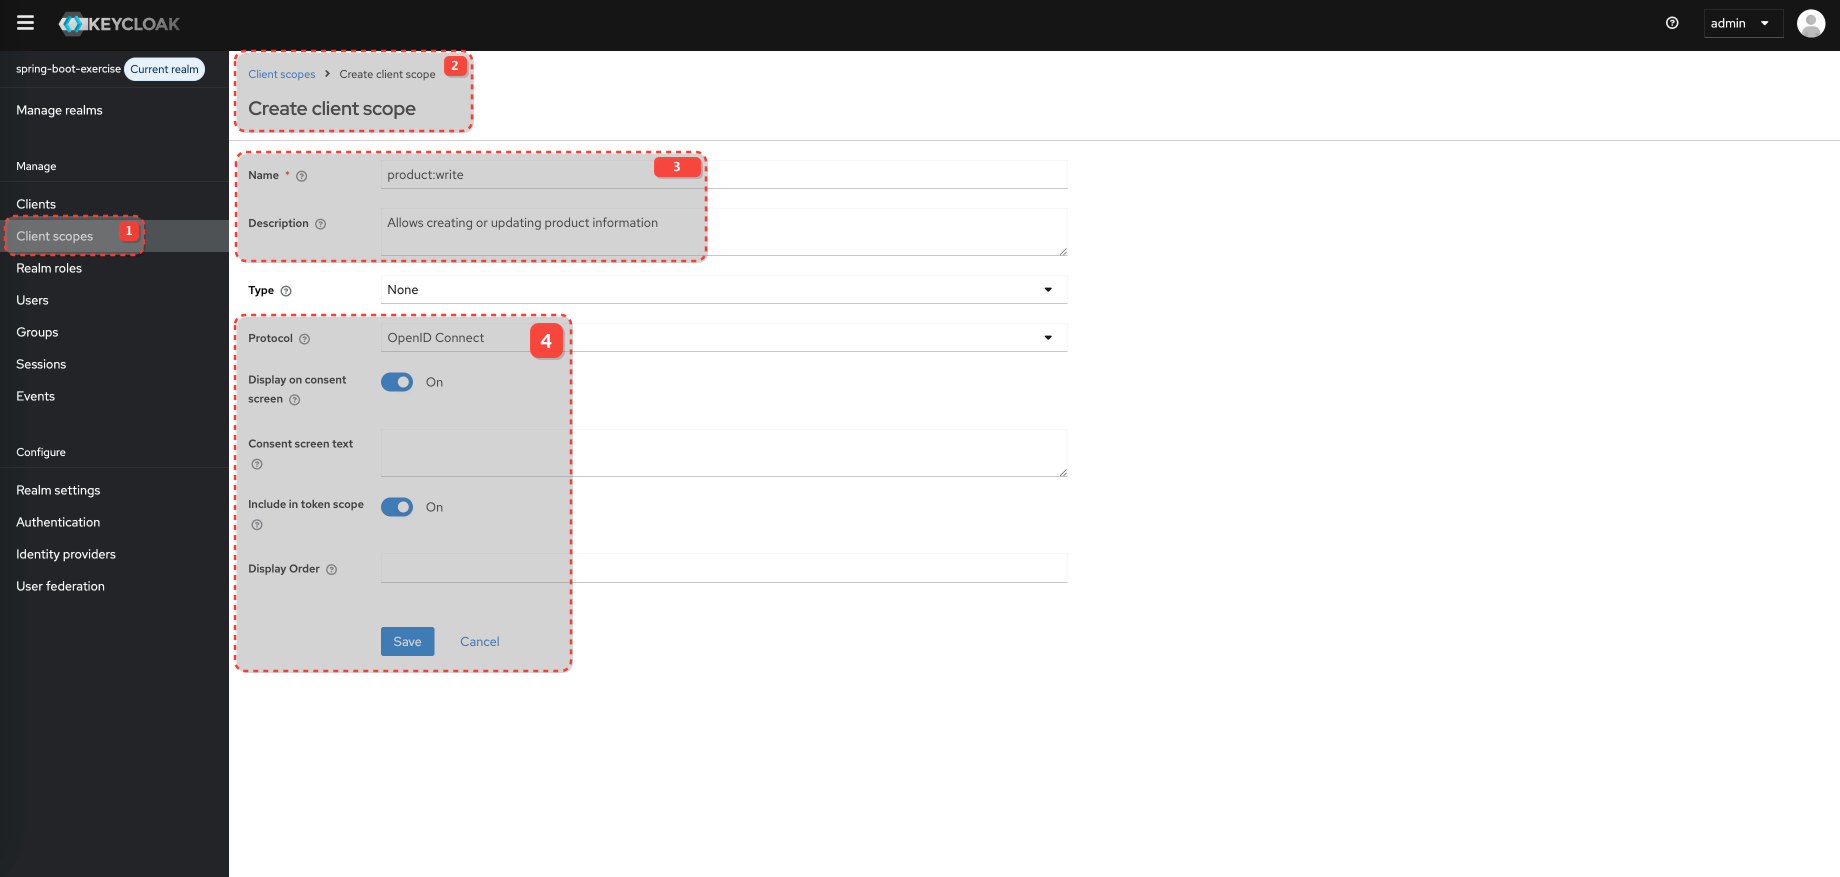 KEYCLOAK
admin
spring-boot-exercise Current realm
Manage realms
Manage
Clients
Client scopes 1
Realm roles
Users
Groups
Sessions
Events
Configure
Realm settings
Authentication
Identity providers
User federation
Client scopes > Create client scope 2
Create client scope
Name * product:write 3
Description Allows creating or updating product information
Type None
Protocol OpenID Connect 4
Display on consent
screen On
Consent screen text
Include in token scope On
Display Order
Save Cancel